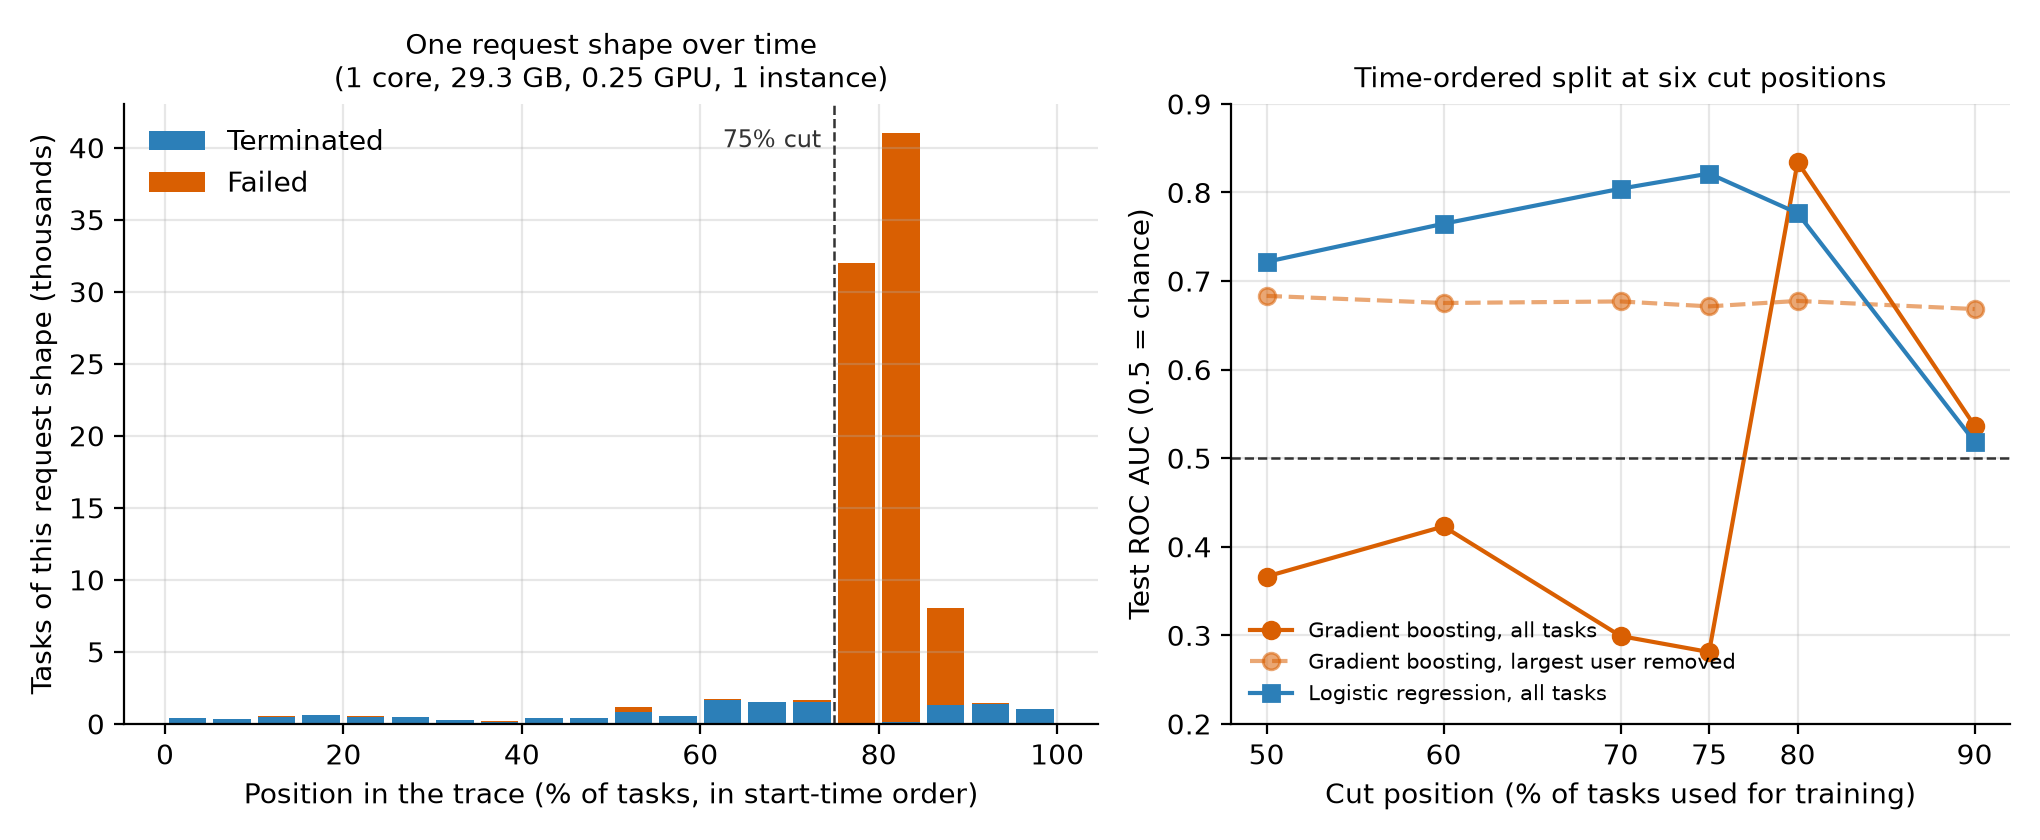 One request shape over time
(1 core, 29.3 GB, 0.25 GPU, 1 instance)
Terminated
Failed
75% cut
Tasks of this request shape (thousands)
40
35
30
25
20
15
10
5
0
0 20 40 60 80 100
Position in the trace (% of tasks, in start-time order)
Time-ordered split at six cut positions
Test ROC AUC (0.5 = chance)
0.9
0.8
0.7
0.6
0.5
0.4
0.3
0.2
Gradient boosting, all tasks
Gradient boosting, largest user removed
Logistic regression, all tasks
50 60 70 75 80 90
Cut position (% of tasks used for training)